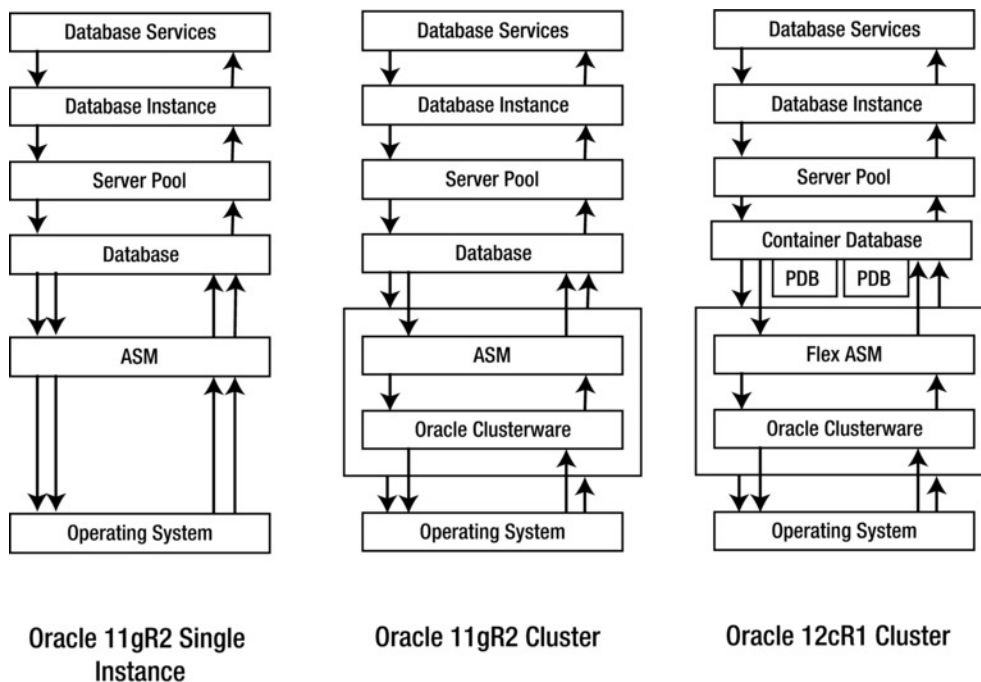 Database Services
Database Instance
Server Pool
Database
ASM
Operating System
Oracle 11gR2 Single
Instance
Database Services
Database Instance
Server Pool
Database
ASM
Oracle Clusterware
Operating System
Oracle 11gR2 Cluster
Database Services
Database Instance
Server Pool
Container Database
PDB
PDB
Flex ASM
Oracle Clusterware
Operating System
Oracle 12cR1 Cluster